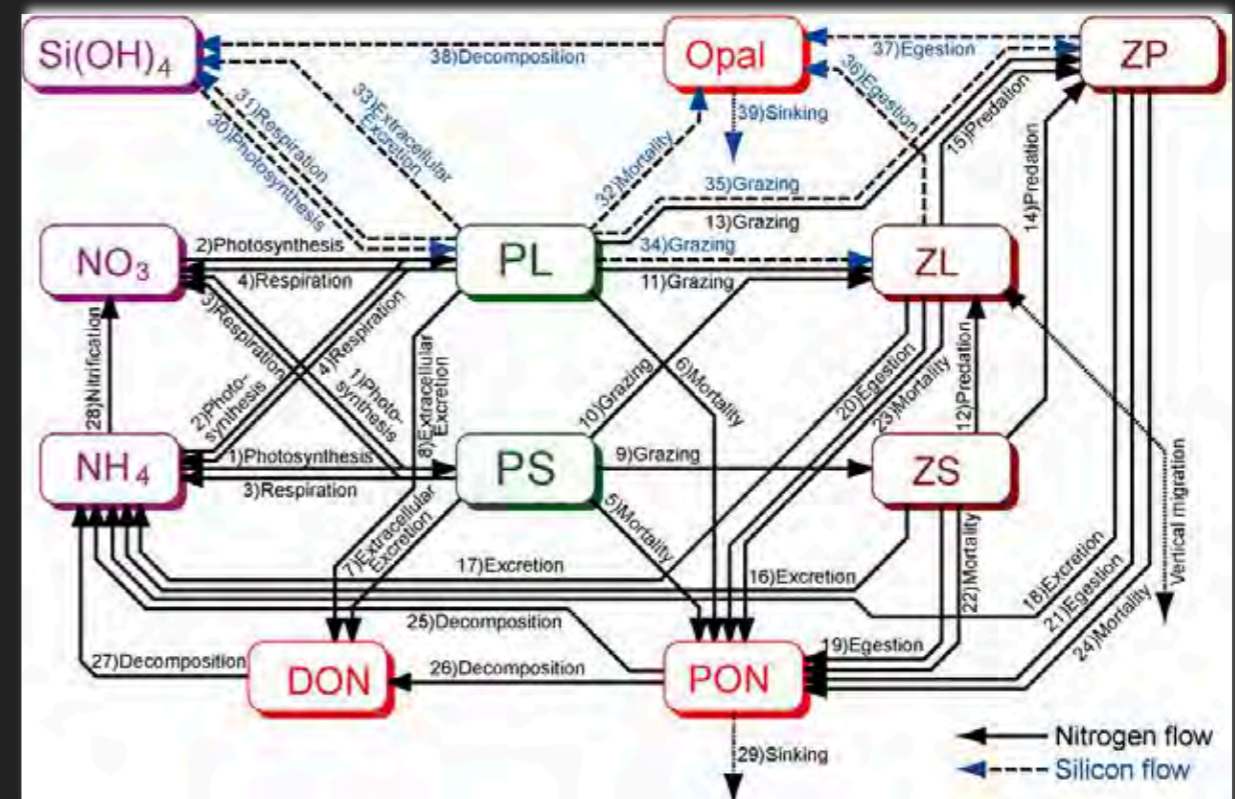 Si(OH)4
Opal
ZP
38)Decomposition
37)Egestion
36)Egestion
33)Extracellular
Excretion
31)Respiration
30)Photosynthesis
39)Sinking
32)Mortality
15)Predation
35)Grazing
13)Grazing
14)Predation
NO3
2)Photosynthesis
4)Respiration
PL
34)Grazing
11)Grazing
ZL
3)Respiration
4)Respiration
28)Nitrification
2)Photo-
synthesis
1)Photo-
synthesis
8)Extracellular
Excretion
10)Grazing
6)Mortality
20)Egestion
23)Mortality
12)Predation
NH4
1)Photosynthesis
3)Respiration
PS
9)Grazing
ZS
Vertical migration
7)Extracellular
Excretion
5)Mortality
17)Excretion
16)Excretion
22)Mortality
18)Excretion
21)Egestion
24)Mortality
25)Decomposition
19)Egestion
27)Decomposition
DON
26)Decomposition
PON
29)Sinking
Nitrogen flow
Silicon flow